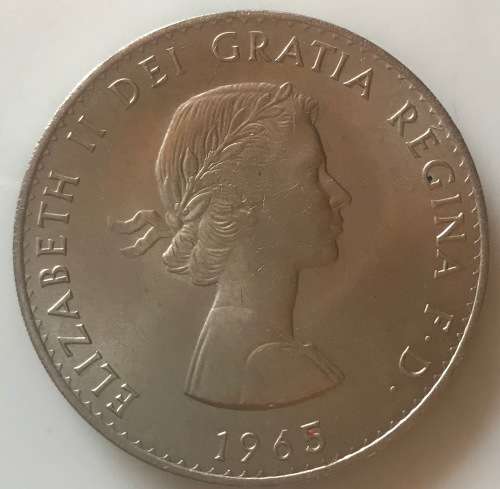 ELIZABETH II DEI GRATIA REGINA F·D·
1965